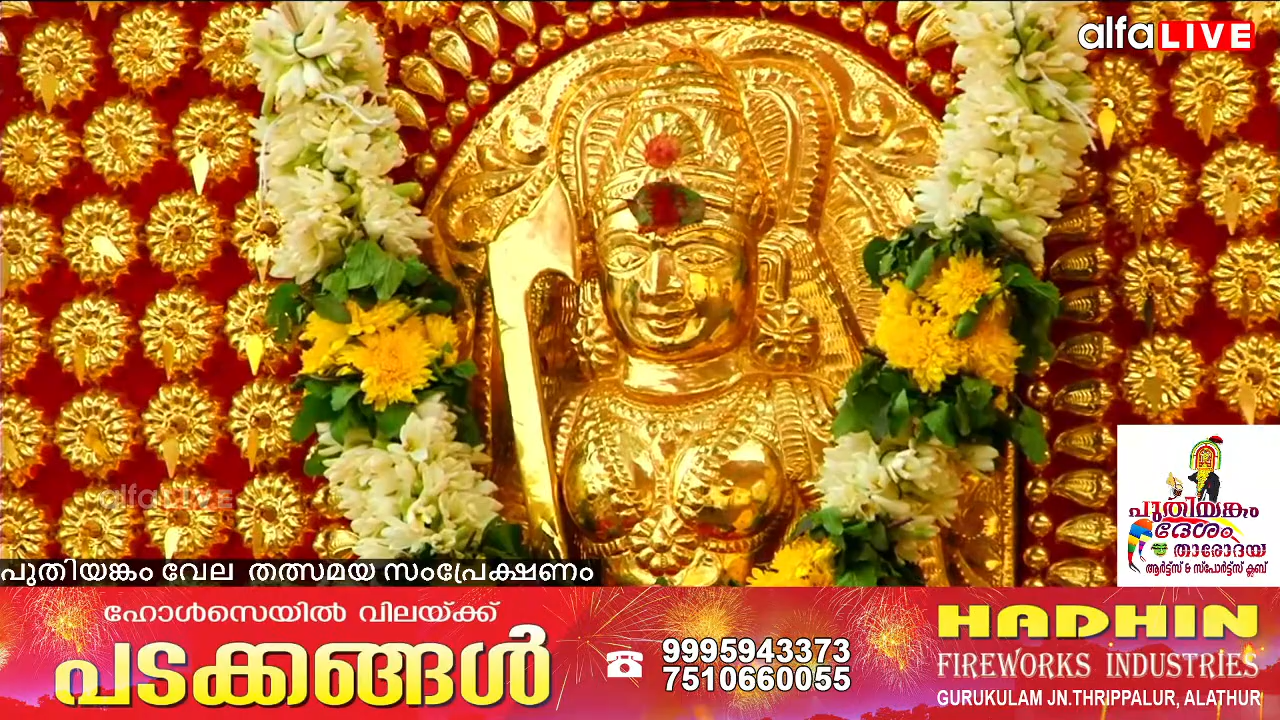 alfaLIVE
alfaLIVE
പുതിയങ്കം
ദേശം
താരോദയ
ആർട്ട്സ് & സ്പോർട്ട്സ് ക്ലബ്
പുതിയങ്കം വേല തത്സമയ സംപ്രേക്ഷണം
ഹോൾസെയിൽ വിലയ്ക്ക്
പടക്കങ്ങൾ
9995943373
7510660055
HADHIN
FIREWORKS INDUSTRIES
GURUKULAM JN.THRIPPALUR, ALATHUR